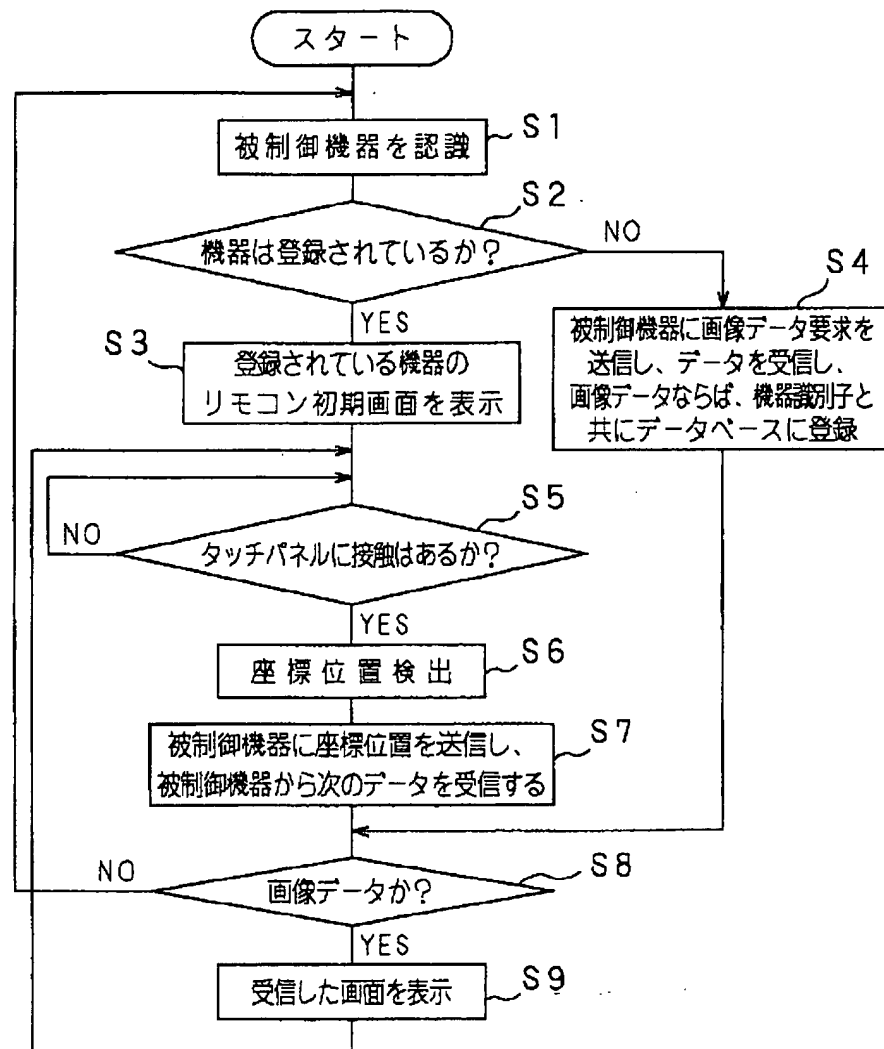 スタート
S1
被制御機器を認識
S2
機器は登録されているか？
NO
YES
S3
登録されている機器の
リモコン初期画面を表示
S4
被制御機器に画像データ要求を
送信し、データを受信し、
画像データならば、機器識別子と
共にデータベースに登録
S5
NO
タッチパネルに接触はあるか？
YES
S6
座標位置検出
S7
被制御機器に座標位置を送信し、
被制御機器から次のデータを受信する
NO
S8
画像データか？
YES
S9
受信した画面を表示